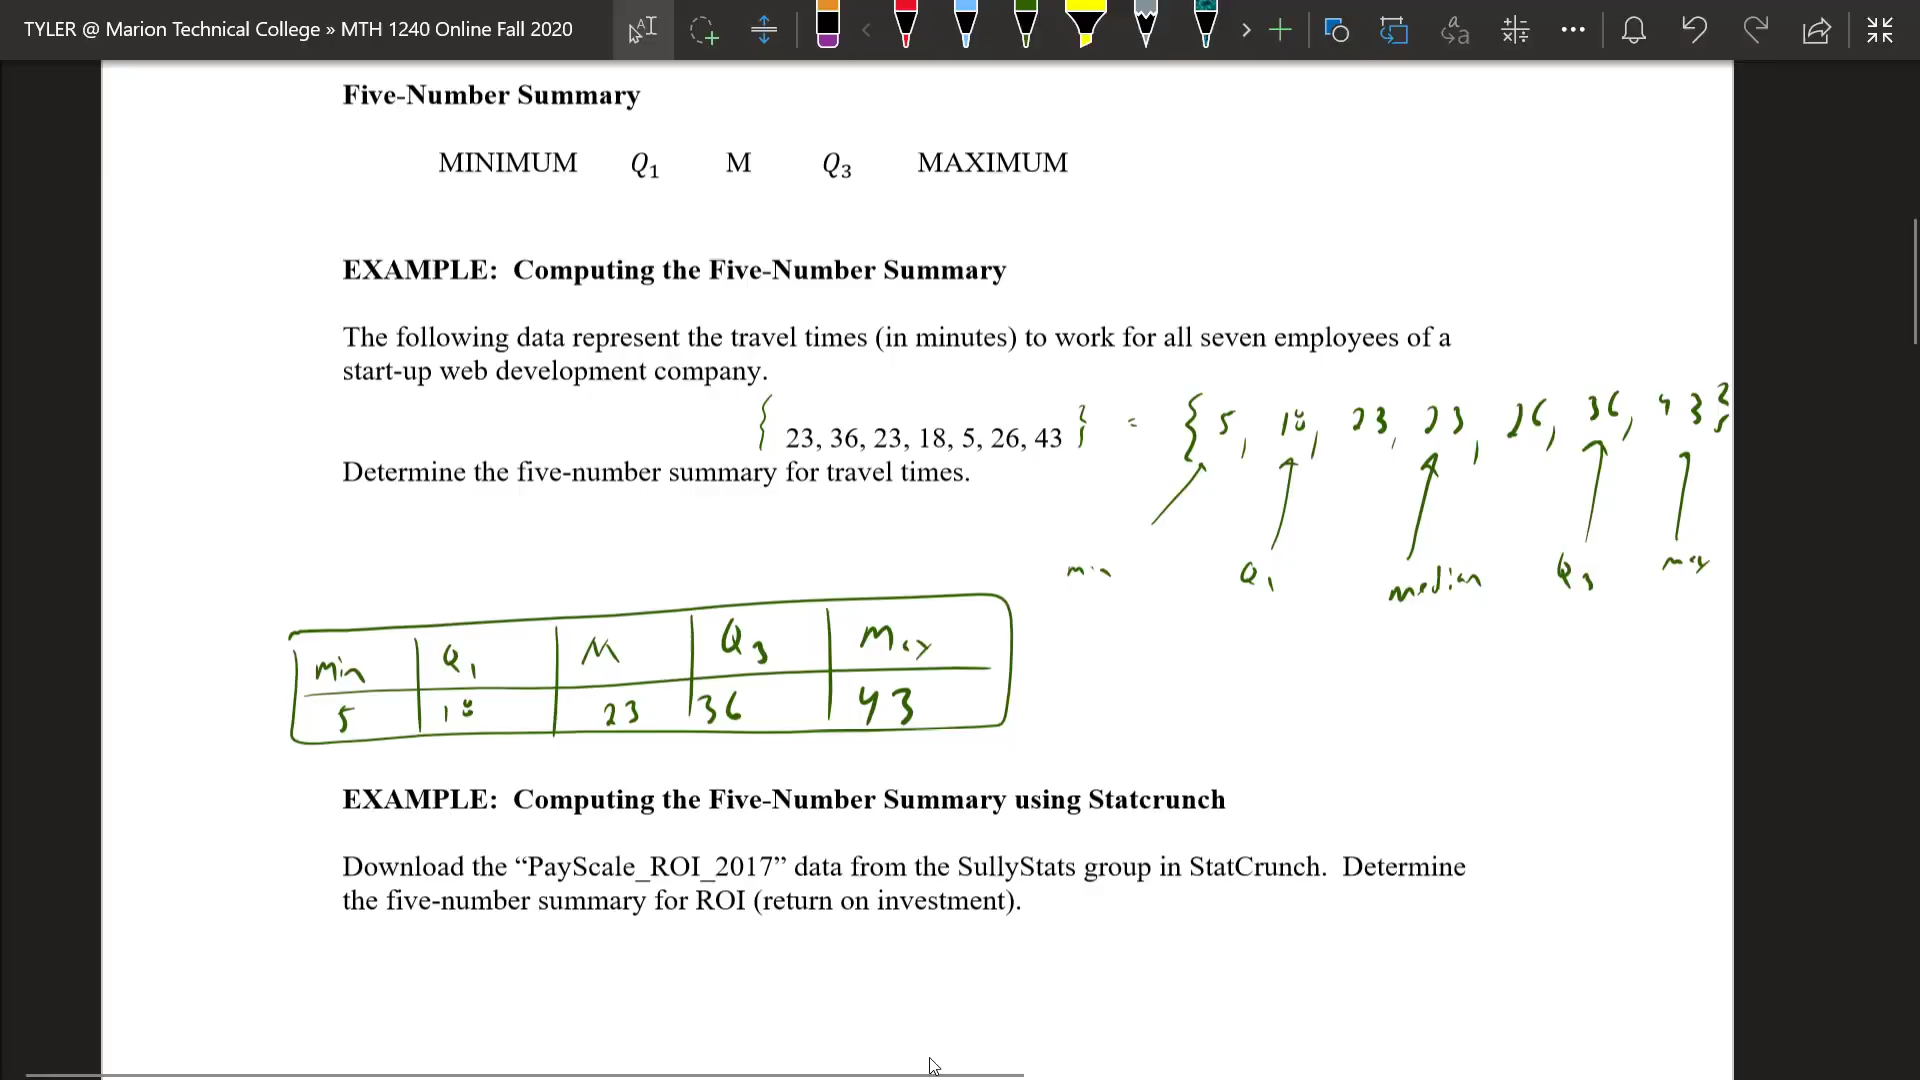 TYLER @ Marion Technical College » MTH 1240 Online Fall 2020
Five-Number Summary
MINIMUM Q₁ M Q₃ MAXIMUM
EXAMPLE: Computing the Five-Number Summary
The following data represent the travel times (in minutes) to work for all seven employees of a
start-up web development company.
{ 23, 36, 23, 18, 5, 26, 43 } = { 5, 18, 23, 23, 26, 36, 43 }
Determine the five-number summary for travel times.
min Q₁ median Q₃ max
Min Q₁ M Q₃ Max
5 18 23 36 43
EXAMPLE: Computing the Five-Number Summary using Statcrunch
Download the “PayScale_ROI_2017” data from the SullyStats group in StatCrunch. Determine
the five-number summary for ROI (return on investment).